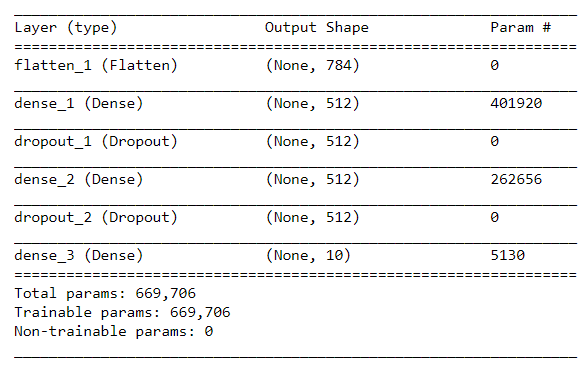 Layer (type) Output Shape Param #
=================================================================
flatten_1 (Flatten) (None, 784) 0
dense_1 (Dense) (None, 512) 401920
dropout_1 (Dropout) (None, 512) 0
dense_2 (Dense) (None, 512) 262656
dropout_2 (Dropout) (None, 512) 0
dense_3 (Dense) (None, 10) 5130
=================================================================
Total params: 669,706
Trainable params: 669,706
Non-trainable params: 0